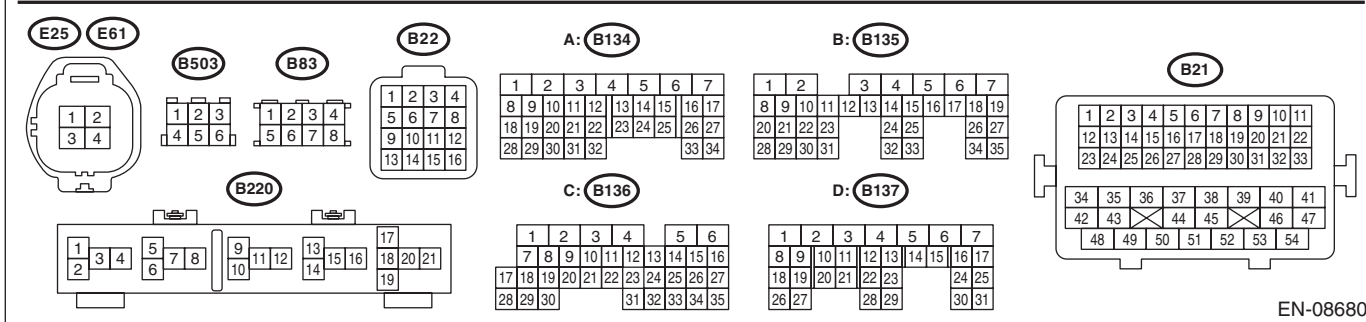 E25 E61
B503
B83
B22
A: B134
B: B135
B21
1 2
3 4
1 2 3
4 5 6
1 2 3 4
5 6 7 8
1 2 3 4
5 6 7 8
9 10 11 12
13 14 15 16
1 2 3 4 5 6 7
8 9 10 11 12 13 14 15 16 17
18 19 20 21 22 23 24 25 26 27
28 29 30 31 32 33 34
1 2 3 4 5 6 7
8 9 10 11 12 13 14 15 16 17 18 19
20 21 22 23 24 25 26 27
28 29 30 31 32 33 34 35
1 2 3 4 5 6 7 8 9 10 11
12 13 14 15 16 17 18 19 20 21 22
23 24 25 26 27 28 29 30 31 32 33
34 35 36 37 38 39 40 41
42 43 44 45 46 47
48 49 50 51 52 53 54
B220
C: B136
D: B137
1 2 3 4
5 6 7 8
9 10 11 12
13 14 15 16
17 18 19 20 21
1 2 3 4 5 6
7 8 9 10 11 12 13 14 15 16
17 18 19 20 21 22 23 24 25 26 27
28 29 30 31 32 33 34 35
1 2 3 4 5 6 7
8 9 10 11 12 13 14 15 16 17
18 19 20 21 22 23 24 25
26 27 28 29 30 31
EN-08680